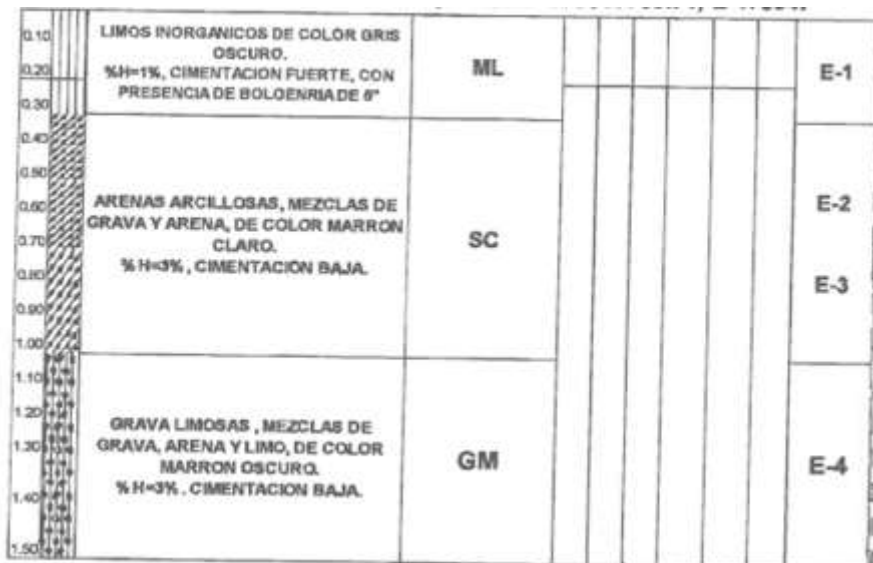 0.10
0.20
0.30
0.40
0.50
0.60
0.70
0.80
0.90
1.00
1.10
1.20
1.30
1.40
1.50
LIMOS INORGANICOS DE COLOR GRIS
OSCURO.
%H=1%, CIMENTACION FUERTE, CON
PRESENCIA DE BOLOENRIA DE 6"
ML
E-1
ARENAS ARCILLOSAS, MEZCLAS DE
GRAVA Y ARENA, DE COLOR MARRON
CLARO.
%H=3%, CIMENTACION BAJA.
SC
E-2
E-3
GRAVA LIMOSAS, MEZCLAS DE
GRAVA, ARENA Y LIMO, DE COLOR
MARRON OSCURO.
%H=3%. CIMENTACION BAJA.
GM
E-4